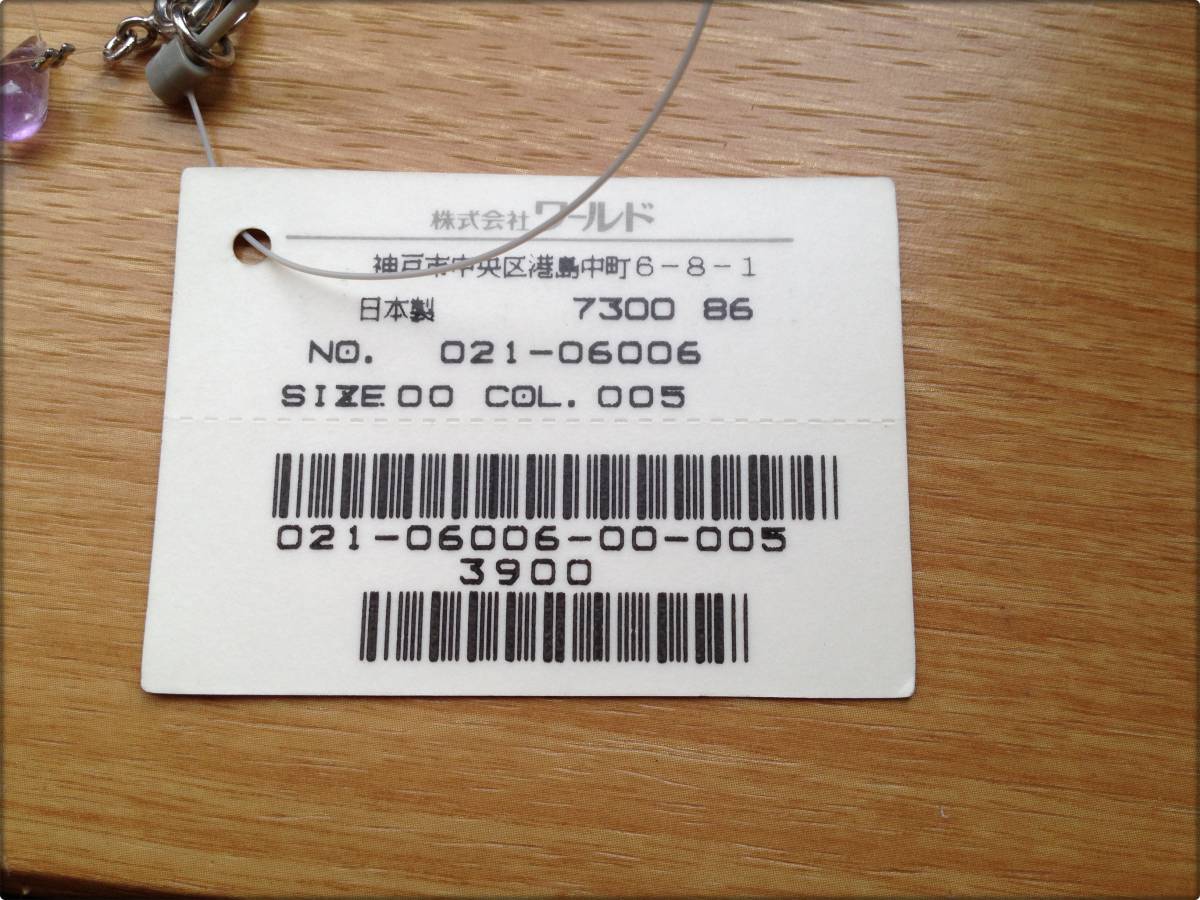 株式会社ワールド
神戸市中央区港島中町6-8-1
日本製 7300 86
NO. 021-06006
SIZE 00 COL. 005
021-06006-00-005
3900